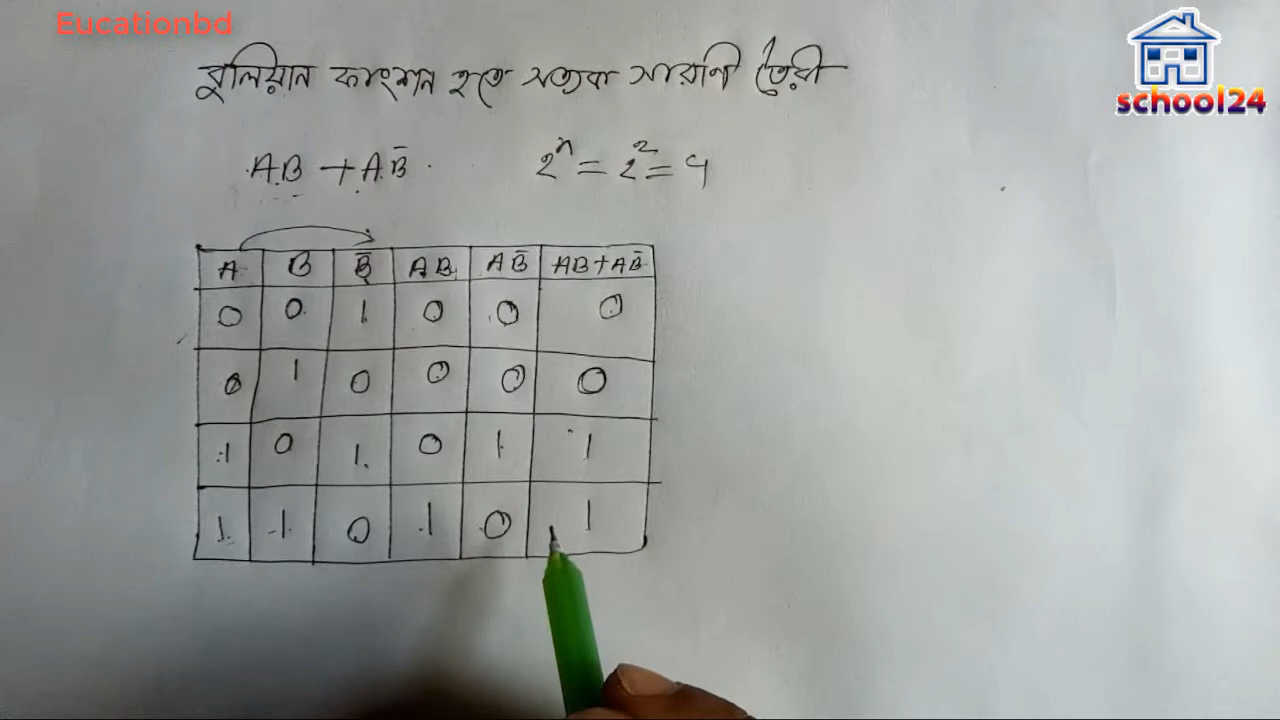 Eucationbd
school24
বুলিয়ান ফাংশন হতে সত্যক সারণি তৈরী
AB + AB̄ 2ⁿ = 2² = 4
A B B̄ AB AB̄ AB+AB̄
0 0 1 0 0 0
0 1 0 0 0 0
1 0 1 0 1 1
1 1 0 1 0 1